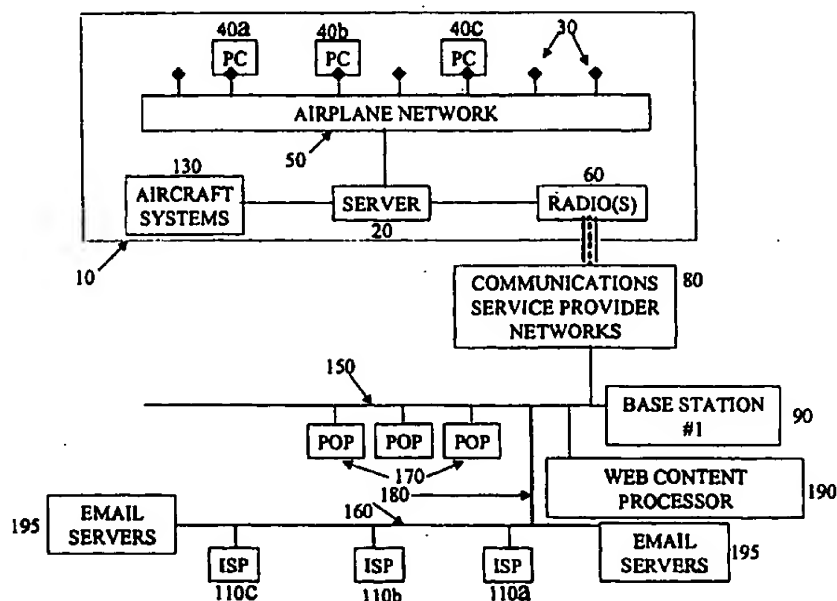 40a 40b 40c 30
PC PC PC
AIRPLANE NETWORK
50
130
AIRCRAFT
SYSTEMS
SERVER
20
60
RADIO(S)
10
COMMUNICATIONS
SERVICE PROVIDER
NETWORKS
80
150
BASE STATION
#1
90
POP POP POP
170
180
WEB CONTENT
PROCESSOR
190
160
195
EMAIL
SERVERS
EMAIL
SERVERS
195
ISP ISP ISP
110c 110b 110a